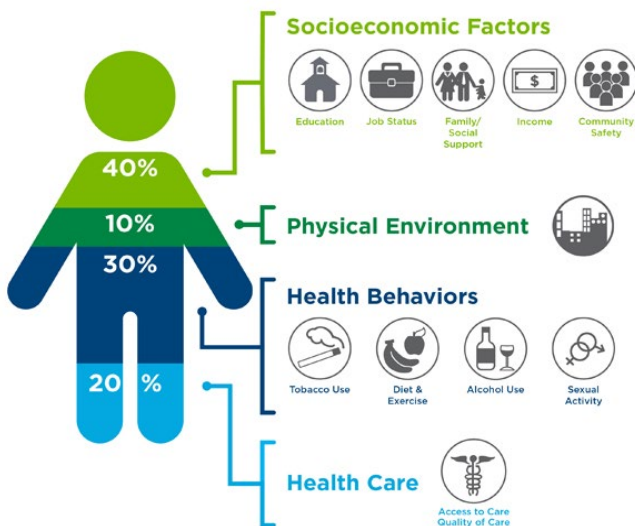 Socioeconomic Factors
Education
Job Status
Family/
Social
Support
Income
$
Community
Safety
40%
10%
Physical Environment
30%
Health Behaviors
Tobacco Use
Diet &
Exercise
Alcohol Use
Sexual
Activity
20 %
Health Care
Access to Care
Quality of Care